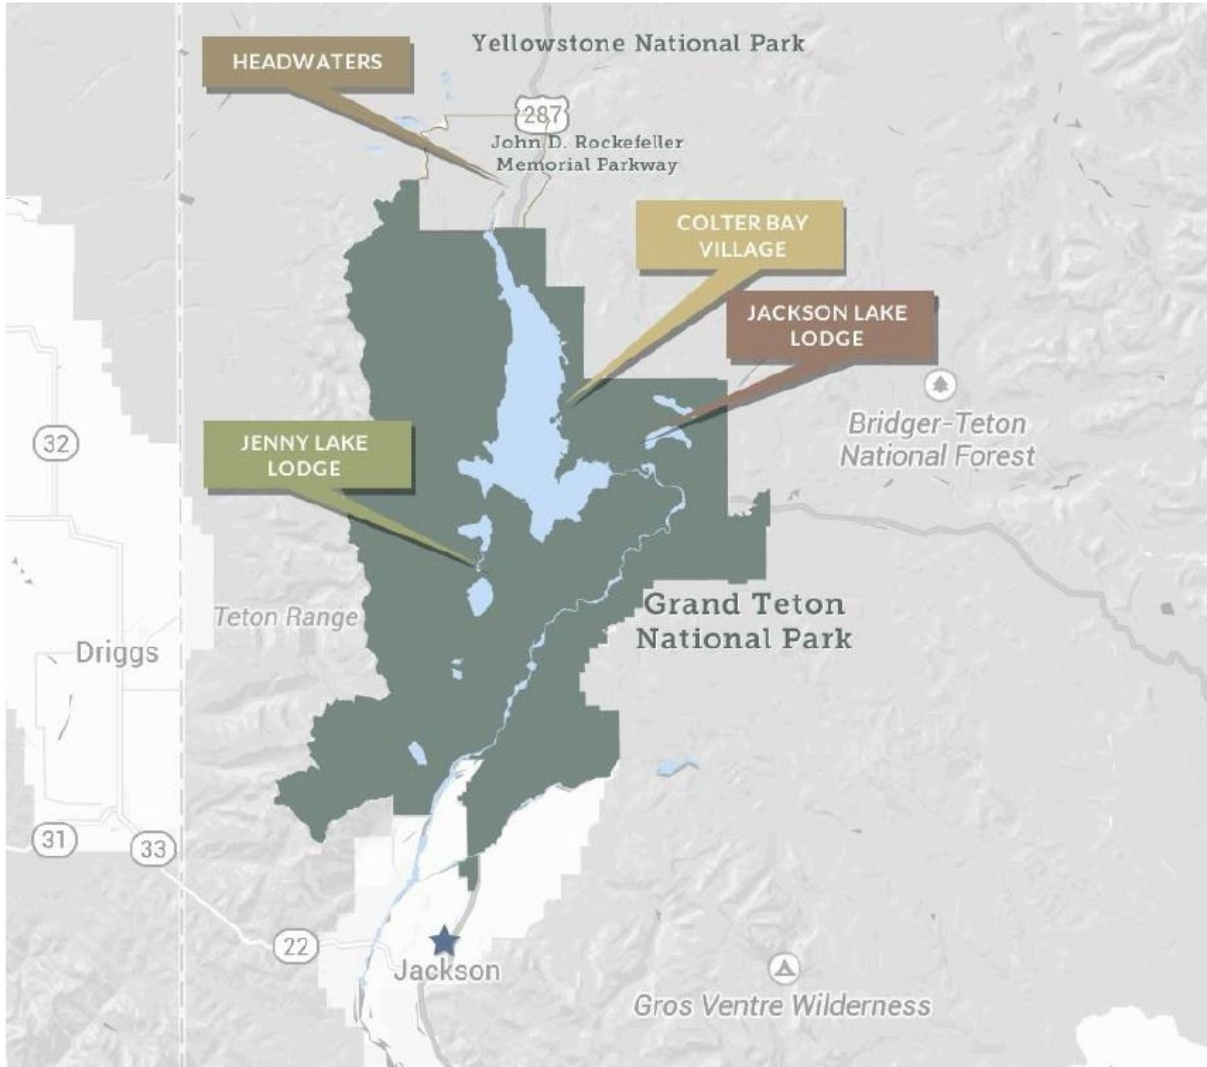 Yellowstone National Park
HEADWATERS
287
John D. Rockefeller
Memorial Parkway
COLTER BAY
VILLAGE
JACKSON LAKE
LODGE
Bridger-Teton
National Forest
32
JENNY LAKE
LODGE
Teton Range
Grand Teton
National Park
Driggs
31
33
22
Jackson
Gros Ventre Wilderness